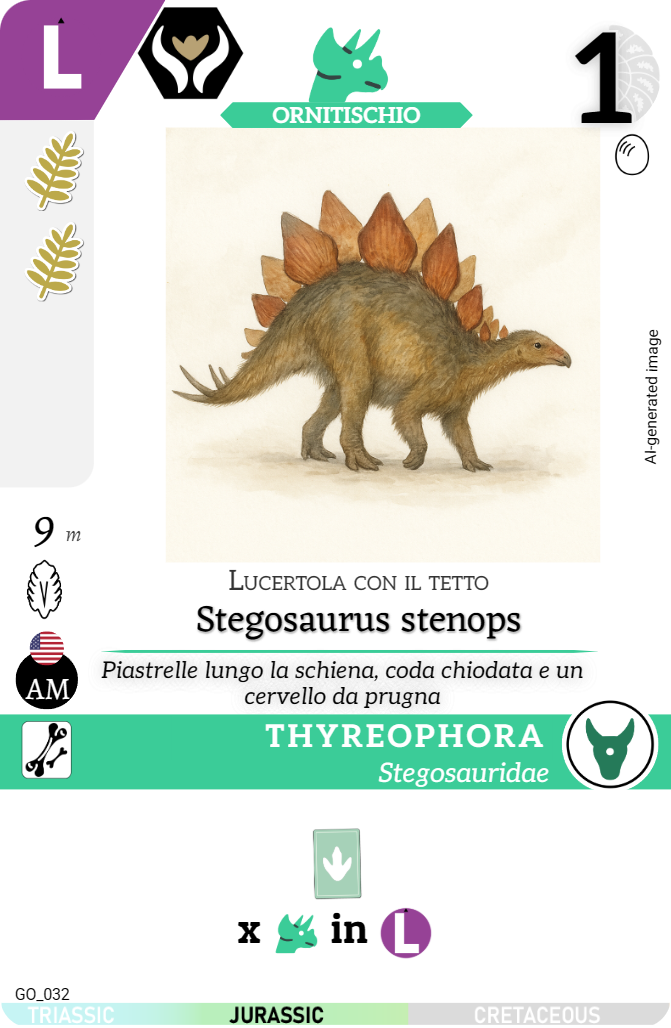 L
1
ORNITISCHIO
AI-generated image
9 m
LUCERTOLA CON IL TETTO
Stegosaurus stenops
AM
Piastrelle lungo la schiena, coda chiodata e un
cervello da prugna
THYREOPHORA
Stegosauridae
x in L
GO_032
TRIASSIC JURASSIC CRETACEOUS